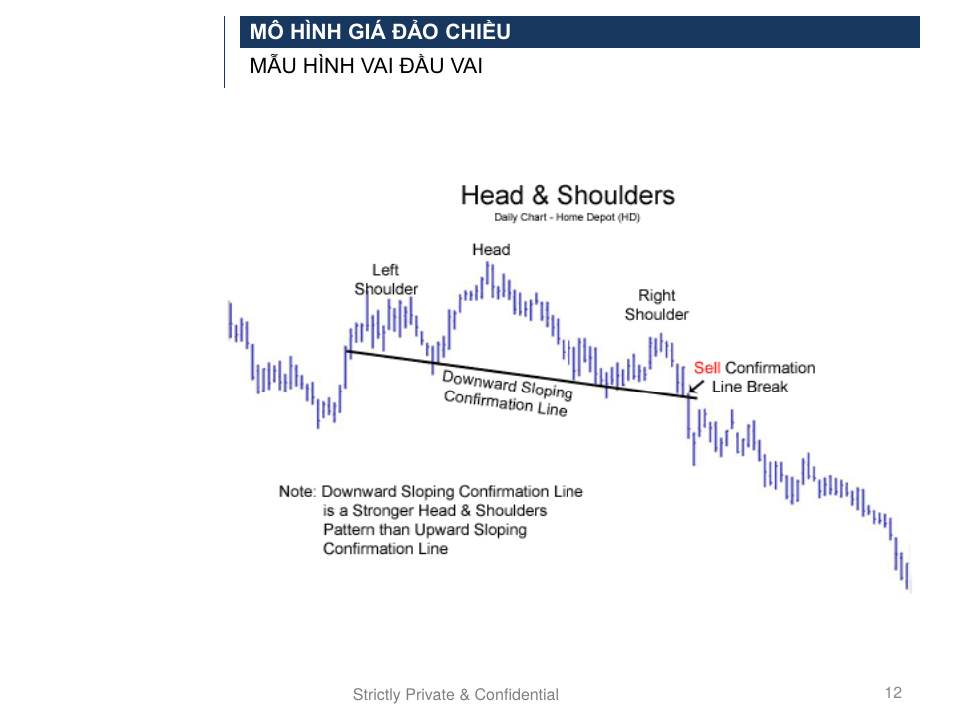 MÔ HÌNH GIÁ ĐẢO CHIỀU
MẪU HÌNH VAI ĐẦU VAI
Head & Shoulders
Daily Chart - Home Depot (HD)
Head
Left
Shoulder
Right
Shoulder
Sell Confirmation
Line Break
Downward Sloping
Confirmation Line
Note: Downward Sloping Confirmation Line
is a Stronger Head & Shoulders
Pattern than Upward Sloping
Confirmation Line
Strictly Private & Confidential
12